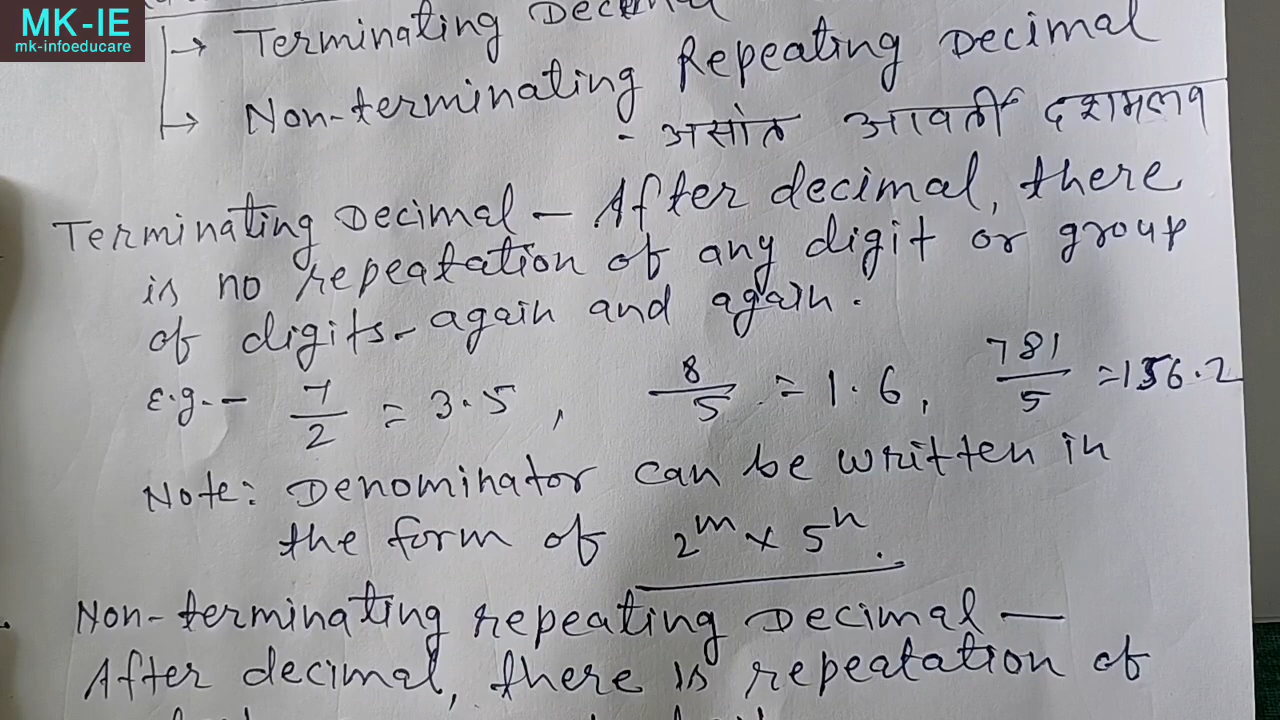 MK-IE
mk-infoeducare
→ Terminating Decimal
→ Non-terminating Repeating Decimal
- असांत आवर्ती दशमलव
Terminating Decimal — After decimal, there
is no repeatation of any digit or group
of digits - again and again.
E.g. - 7/2 = 3.5 , 8/5 = 1.6, 781/5 = 156.2
Note: Denominator can be written in
the form of 2^m × 5^n.
Non-terminating repeating Decimal —
After decimal, there is repeatation of